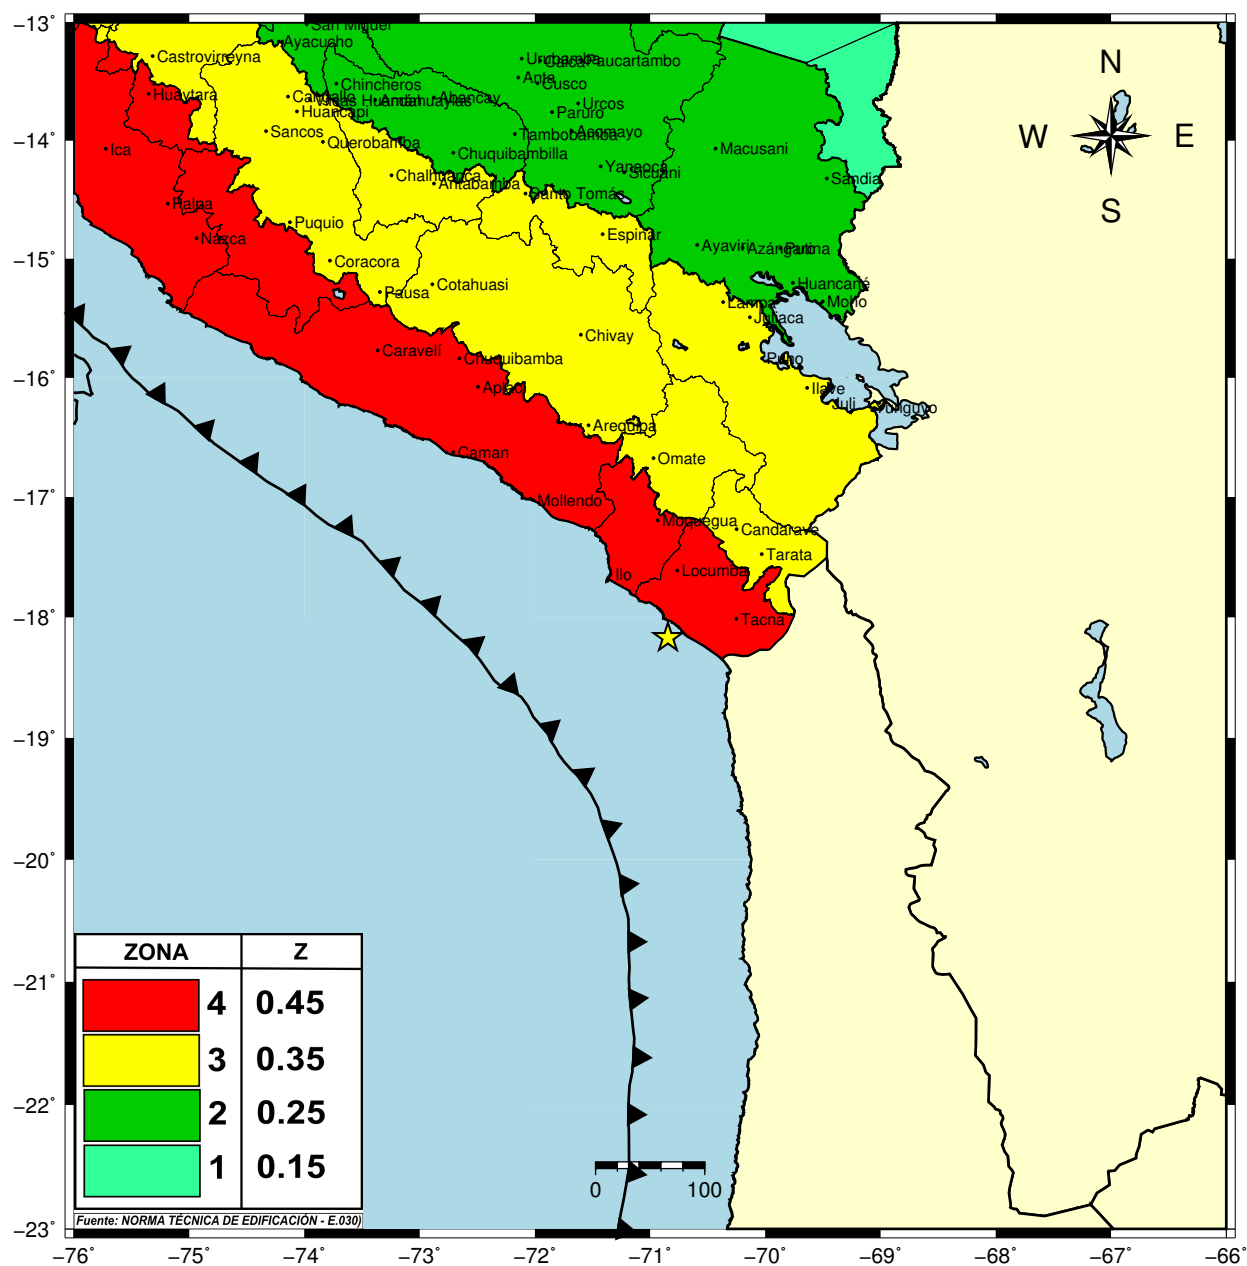 −13˚
San Miguel
Ayacucho
Castrovirreyna
Urubamba
Calca
Paucartambo
N
Anta
Cusco
Chincheros
Huaytara
Cangallo
Vilcas Huamán
Andahuaylas
Abancay
Urcos
Huancapi
Paruro
Sancos
Tambobamba
Acomayo
W
E
−14˚
Querobamba
Ica
Chuquibambilla
Macusani
Yanaoca
Sicuani
Chalhuanca
Antabamba
Sandia
Santo Tomás
Palpa
S
Puquio
Nazca
Espinar
Ayaviri
Azángaro
Putina
−15˚
Coracora
Cotahuasi
Pausa
Huancané
Lampa
Moho
Juliaca
Chivay
Caravelí
Chuquibamba
Puno
−16˚
Aplao
Ilave
Juli
Yunguyo
Arequipa
Caman
Omate
−17˚
Mollendo
Moquegua
Candarave
Tarata
Ilo
Locumba
−18˚
Tacna
−19˚
−20˚
−21˚
−22˚
−23˚
ZONA Z
4 0.45
3 0.35
2 0.25
1 0.15
Fuente: NORMA TÉCNICA DE EDIFICACIÓN - E.030)
0 100
−76˚ −75˚ −74˚ −73˚ −72˚ −71˚ −70˚ −69˚ −68˚ −67˚ −66˚